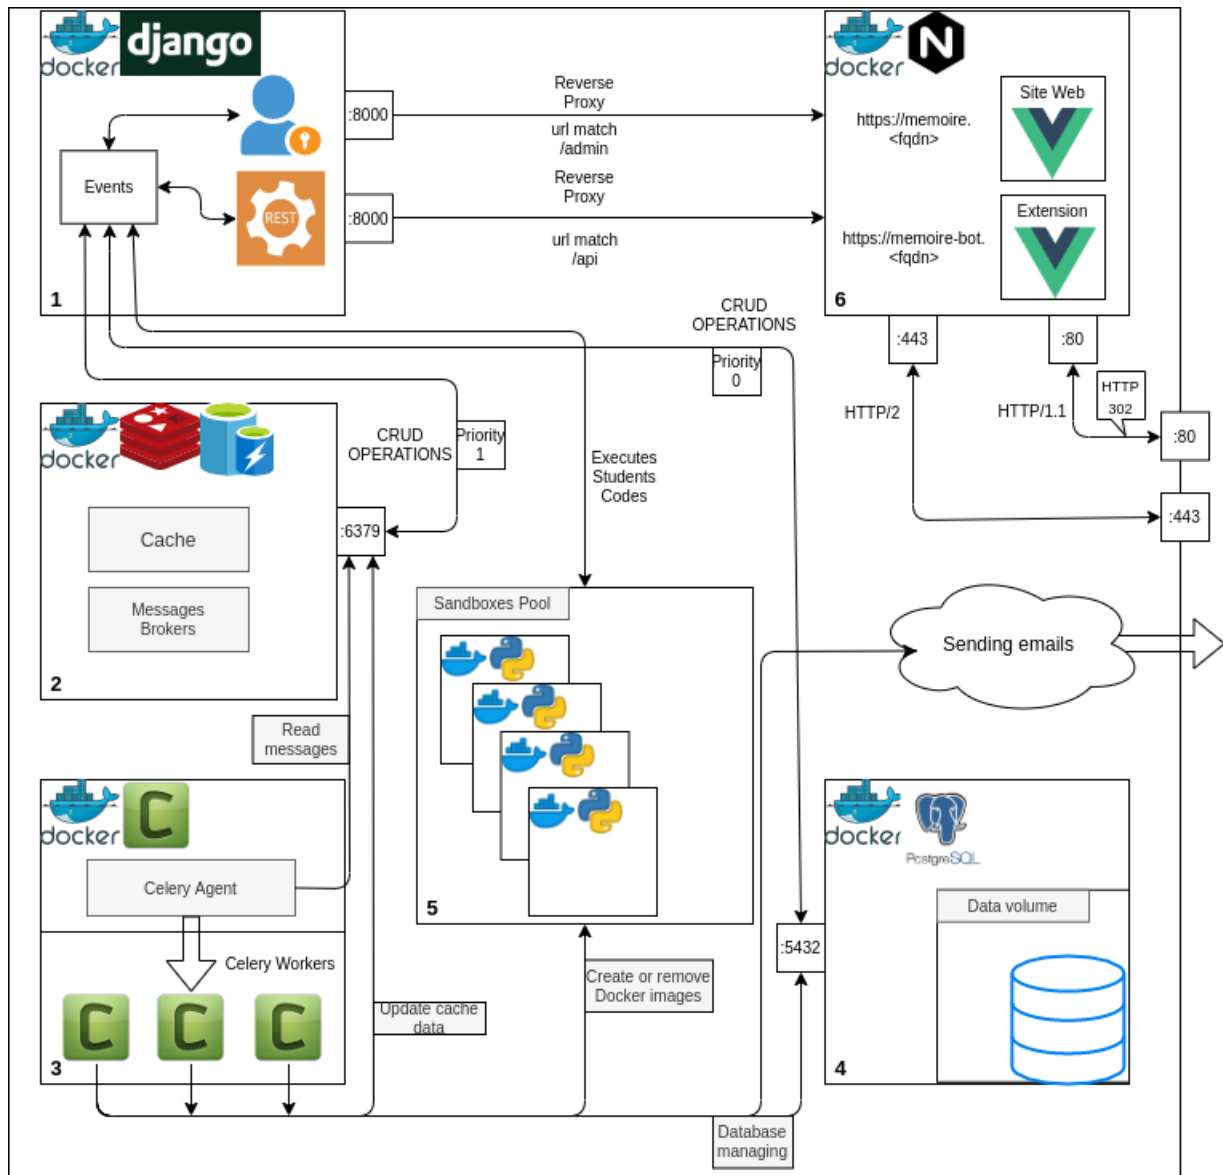 docker
django
Events
REST
:8000
:8000
1
Reverse
Proxy
url match
/admin
Reverse
Proxy
url match
/api
docker
N
https://memoire.
<fqdn>
Site Web
https://memoire-bot.
<fqdn>
Extension
6
:443
:80
HTTP/2
HTTP/1.1
HTTP
302
:80
:443
CRUD
OPERATIONS
Priority
0
docker
Cache
Messages
Brokers
2
:6379
CRUD
OPERATIONS
Priority
1
Executes
Students
Codes
Sandboxes Pool
5
Sending emails
Read
messages
docker
C
Celery Agent
Celery Workers
C
C
C
3
Update cache
data
Create or remove
Docker images
Database
managing
:5432
docker
PostgreSQL
Data volume
4